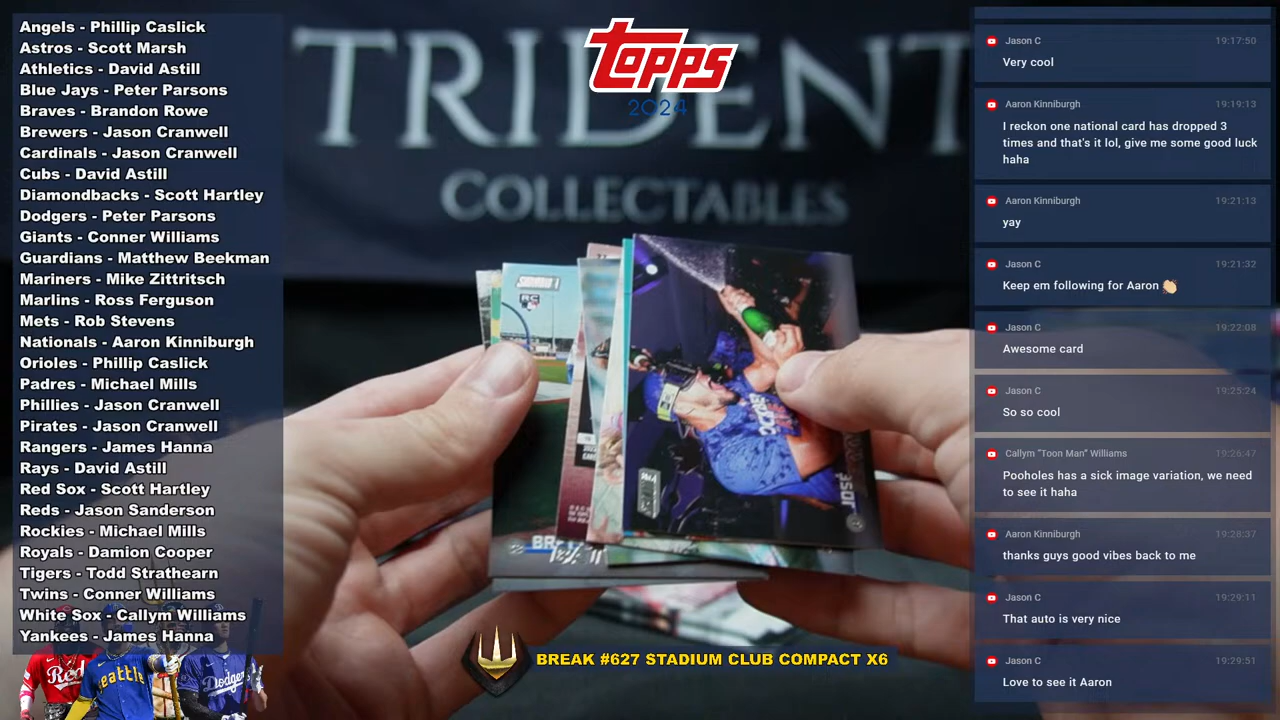 Angels - Phillip Caslick
Astros - Scott Marsh
Athletics - David Astill
Blue Jays - Peter Parsons
Braves - Brandon Rowe
Brewers - Jason Cranwell
Cardinals - Jason Cranwell
Cubs - David Astill
Diamondbacks - Scott Hartley
Dodgers - Peter Parsons
Giants - Conner Williams
Guardians - Matthew Beekman
Mariners - Mike Zittritsch
Marlins - Ross Ferguson
Mets - Rob Stevens
Nationals - Aaron Kinniburgh
Orioles - Phillip Caslick
Padres - Michael Mills
Phillies - Jason Cranwell
Pirates - Jason Cranwell
Rangers - James Hanna
Rays - David Astill
Red Sox - Scott Hartley
Reds - Jason Sanderson
Rockies - Michael Mills
Royals - Damion Cooper
Tigers - Todd Strathearn
Twins - Conner Williams
White Sox - Callym Williams
Yankees - James Hanna
Red
Seattle
Dodgers
TRIDENT
COLLECTABLES
Topps
2024
RC
BREAK #627 STADIUM CLUB COMPACT X6
Jason C 19:17:50
Very cool
Aaron Kinniburgh 19:19:13
I reckon one national card has dropped 3
times and that's it lol, give me some good luck
haha
Aaron Kinniburgh 19:21:13
yay
Jason C 19:21:32
Keep em following for Aaron 👏🏻
Jason C 19:22:08
Awesome card
Jason C 19:25:24
So so cool
Callym "Toon Man" Williams 19:26:47
Pooholes has a sick image variation, we need
to see it haha
Aaron Kinniburgh 19:28:37
thanks guys good vibes back to me
Jason C 19:29:11
That auto is very nice
Jason C 19:29:51
Love to see it Aaron